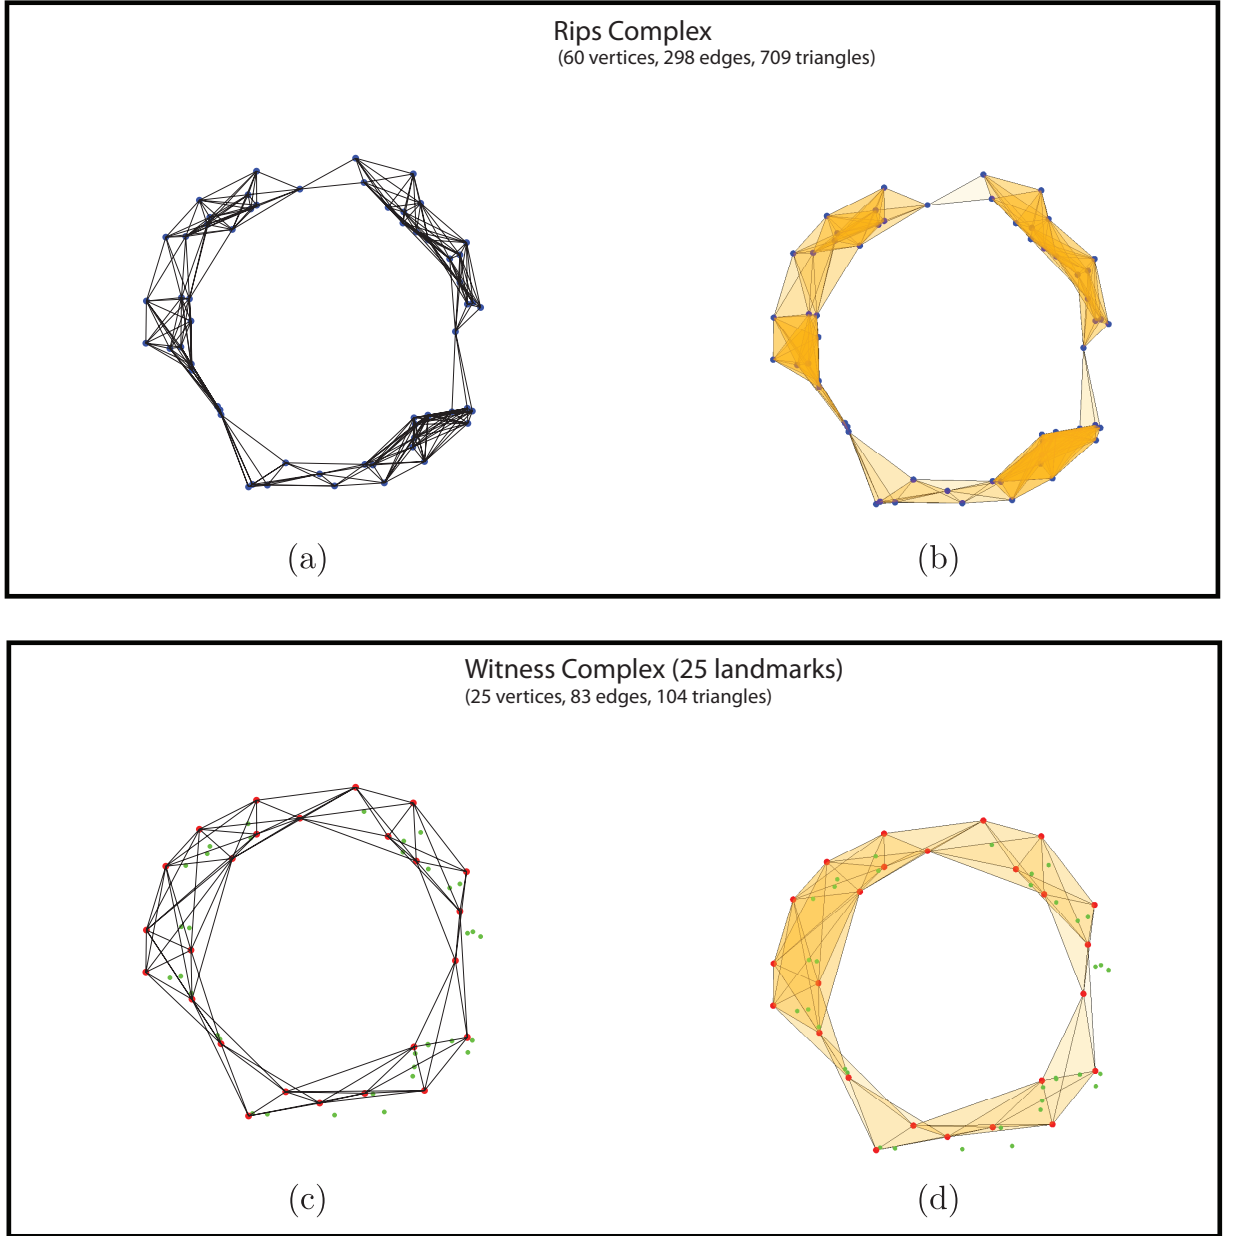 Rips Complex
(60 vertices, 298 edges, 709 triangles)
(a)
(b)
Witness Complex (25 landmarks)
(25 vertices, 83 edges, 104 triangles)
(c)
(d)